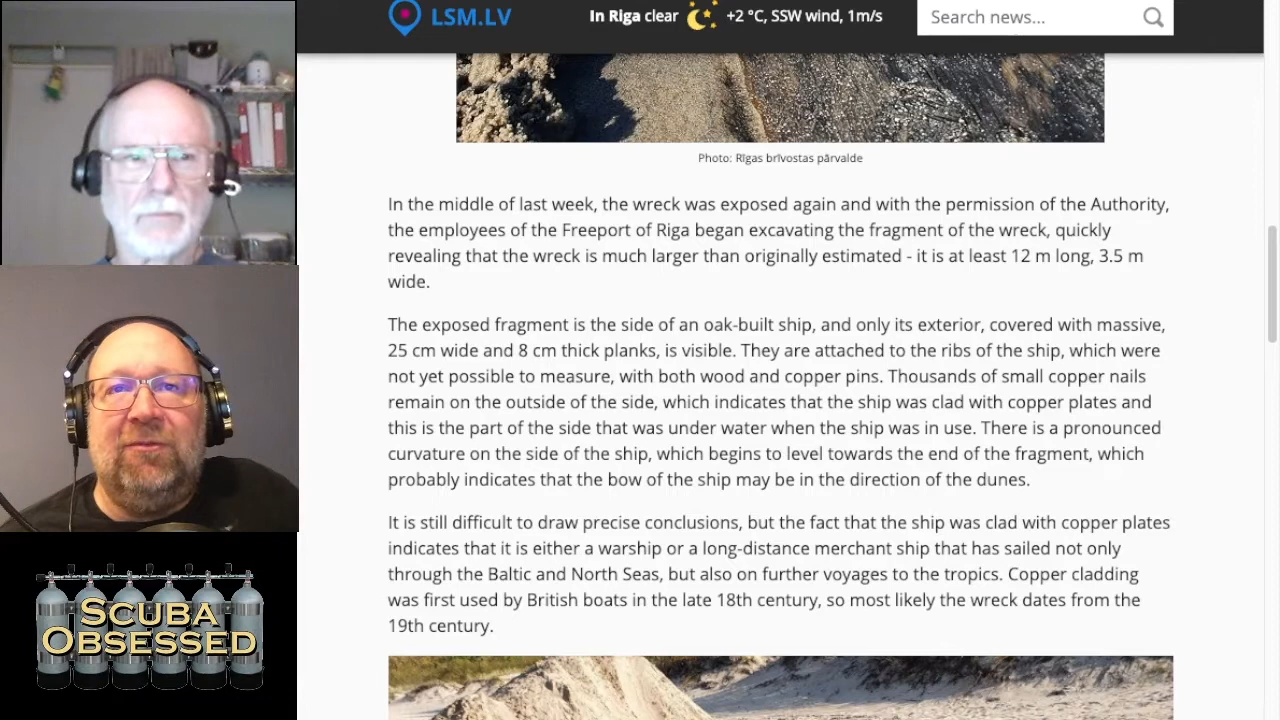 LSM.LV
In Riga clear +2 °C, SSW wind, 1m/s
Search news...
Photo: Rīgas brīvostas pārvalde
In the middle of last week, the wreck was exposed again and with the permission of the Authority,
the employees of the Freeport of Riga began excavating the fragment of the wreck, quickly
revealing that the wreck is much larger than originally estimated - it is at least 12 m long, 3.5 m
wide.
The exposed fragment is the side of an oak-built ship, and only its exterior, covered with massive,
25 cm wide and 8 cm thick planks, is visible. They are attached to the ribs of the ship, which were
not yet possible to measure, with both wood and copper pins. Thousands of small copper nails
remain on the outside of the side, which indicates that the ship was clad with copper plates and
this is the part of the side that was under water when the ship was in use. There is a pronounced
curvature on the side of the ship, which begins to level towards the end of the fragment, which
probably indicates that the bow of the ship may be in the direction of the dunes.
It is still difficult to draw precise conclusions, but the fact that the ship was clad with copper plates
indicates that it is either a warship or a long-distance merchant ship that has sailed not only
through the Baltic and North Seas, but also on further voyages to the tropics. Copper cladding
was first used by British boats in the late 18th century, so most likely the wreck dates from the
19th century.
SCUBA
OBSESSED